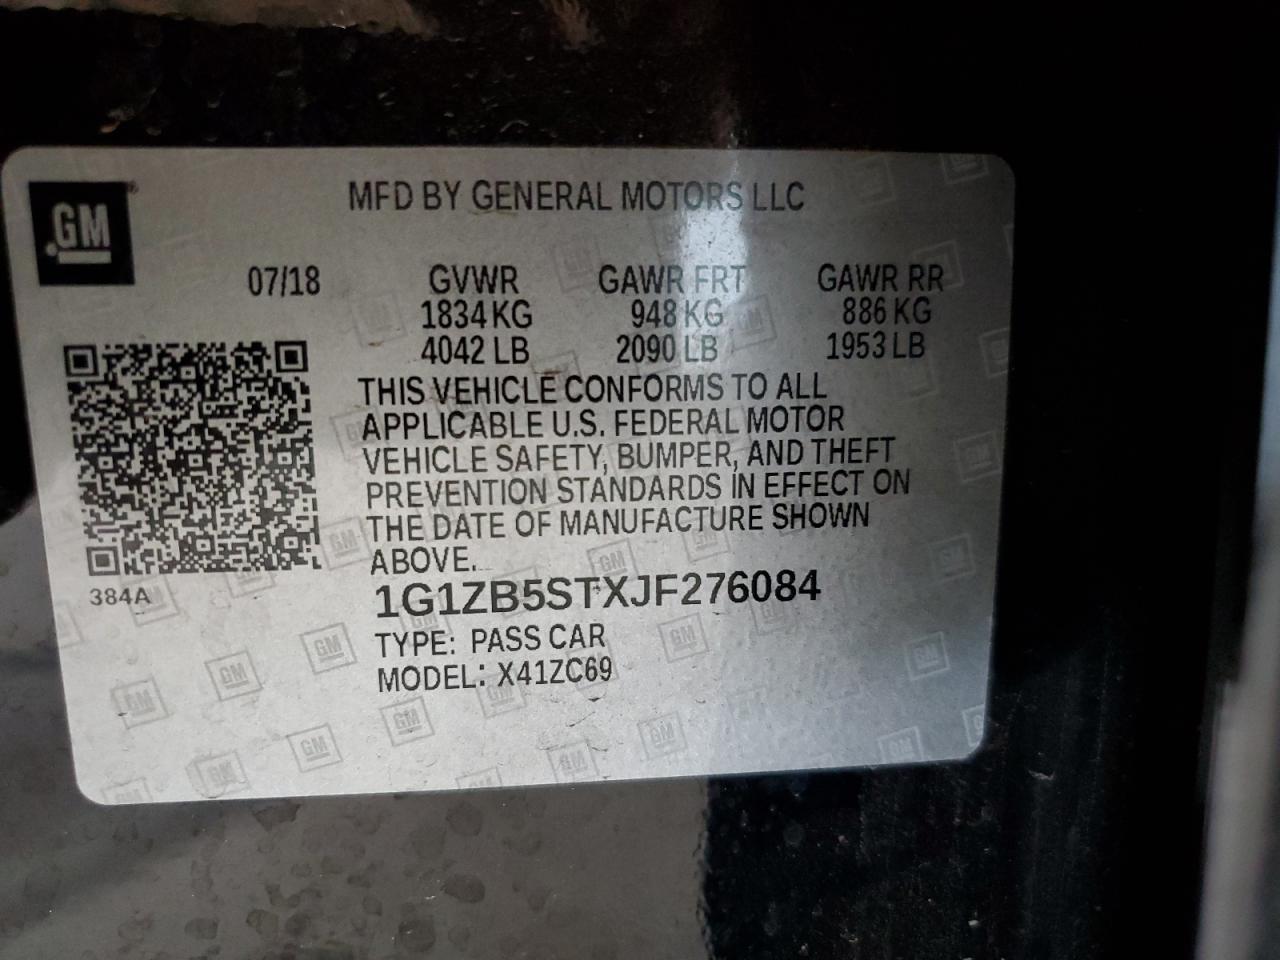 GM
MFD BY GENERAL MOTORS LLC
07/18 GVWR GAWR FRT GAWR RR
1834 KG 948 KG 886 KG
4042 LB 2090 LB 1953 LB
THIS VEHICLE CONFORMS TO ALL
APPLICABLE U.S. FEDERAL MOTOR
VEHICLE SAFETY, BUMPER, AND THEFT
PREVENTION STANDARDS IN EFFECT ON
THE DATE OF MANUFACTURE SHOWN
ABOVE.
384A
1G1ZB5STXJF276084
TYPE: PASS CAR
MODEL: X41ZC69